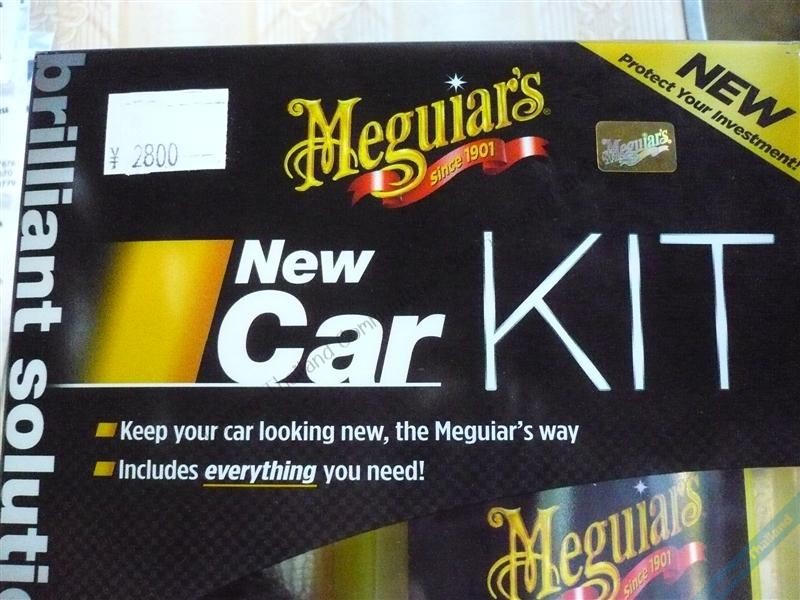 brilliant soluti
¥ 2800
Meguiar's
Since 1901
Meguiar's
NEW
Protect Your Investment!
New
Car
KIT
Keep your car looking new, the Meguiar's way
Includes everything you need!
Meguiar's
Since 1901